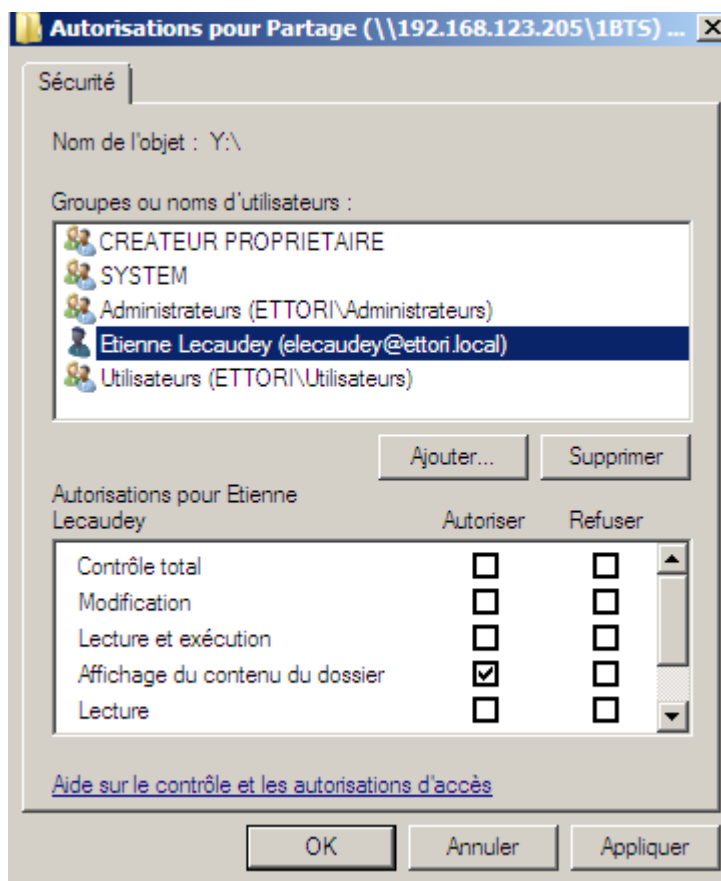 Autorisations pour Partage (\\192.168.123.205\1BTS) ...
Sécurité
Nom de l'objet : Y:\
Groupes ou noms d'utilisateurs :
CREATEUR PROPRIETAIRE
SYSTEM
Administrateurs (ETTORI\Administrateurs)
Etienne Lecaudey (elecaudey@ettori.local)
Utilisateurs (ETTORI\Utilisateurs)
Ajouter... Supprimer
Autorisations pour Etienne
Lecaudey Autoriser Refuser
Contrôle total
Modification
Lecture et exécution
Affichage du contenu du dossier
Lecture
Aide sur le contrôle et les autorisations d'accès
OK Annuler Appliquer